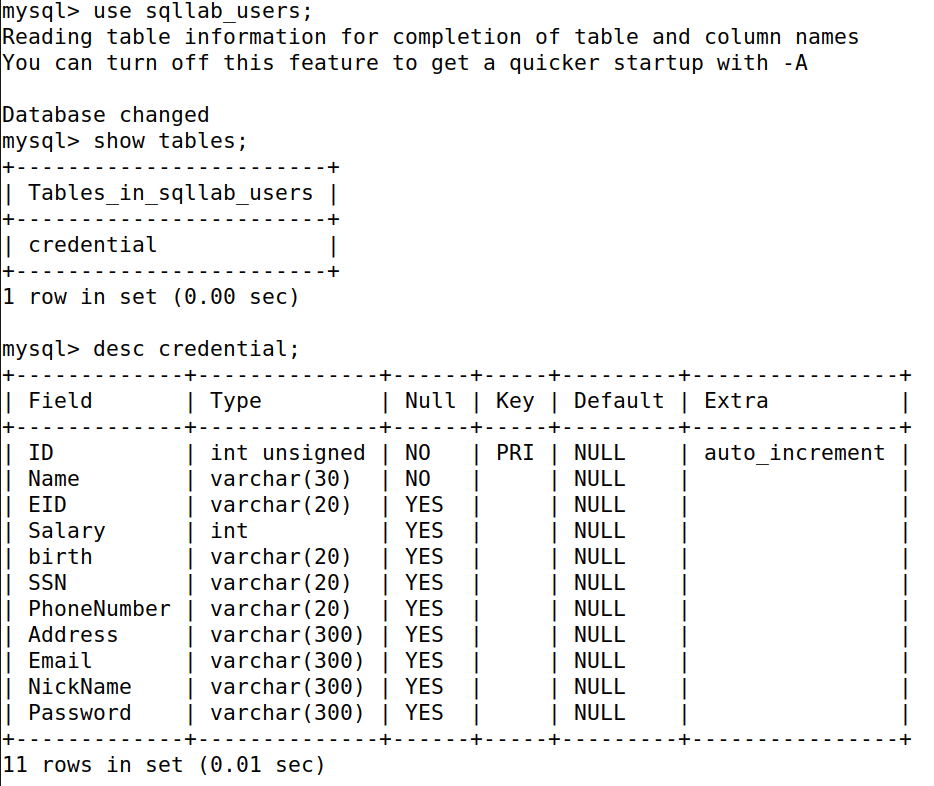 mysql> use sqllab_users;
Reading table information for completion of table and column names
You can turn off this feature to get a quicker startup with -A

Database changed
mysql> show tables;
+------------------------+
| Tables_in_sqllab_users |
+------------------------+
| credential             |
+------------------------+
1 row in set (0.00 sec)

mysql> desc credential;
+-------------+--------------+------+-----+---------+----------------+
| Field       | Type         | Null | Key | Default | Extra          |
+-------------+--------------+------+-----+---------+----------------+
| ID          | int unsigned | NO   | PRI | NULL    | auto_increment |
| Name        | varchar(30)  | NO   |     | NULL    |                |
| EID         | varchar(20)  | YES  |     | NULL    |                |
| Salary      | int          | YES  |     | NULL    |                |
| birth       | varchar(20)  | YES  |     | NULL    |                |
| SSN         | varchar(20)  | YES  |     | NULL    |                |
| PhoneNumber | varchar(20)  | YES  |     | NULL    |                |
| Address     | varchar(300) | YES  |     | NULL    |                |
| Email       | varchar(300) | YES  |     | NULL    |                |
| NickName    | varchar(300) | YES  |     | NULL    |                |
| Password    | varchar(300) | YES  |     | NULL    |                |
+-------------+--------------+------+-----+---------+----------------+
11 rows in set (0.01 sec)